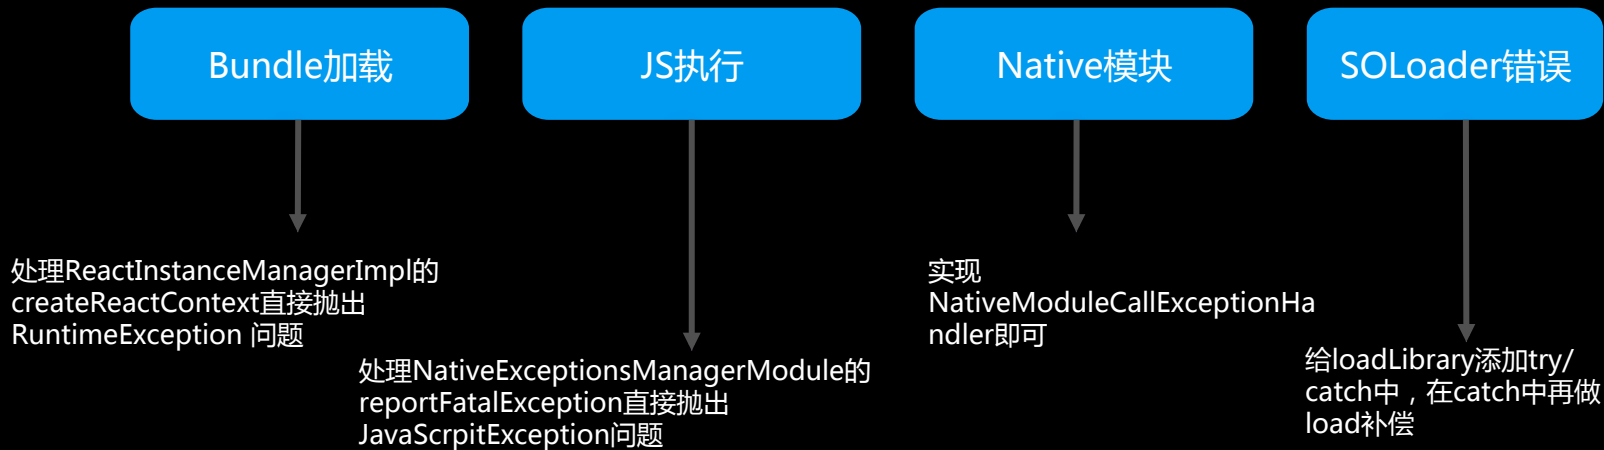 Bundle加载
JS执行
Native模块
SOLoader错误
处理ReactInstanceManagerImpl的
createReactContext直接抛出
RuntimeException 问题
处理NativeExceptionsManagerModule的
reportFatalException直接抛出
JavaScrpitException问题
实现
NativeModuleCallExceptionHa
ndler即可
给loadLibrary添加try/
catch中，在catch中再做
load补偿